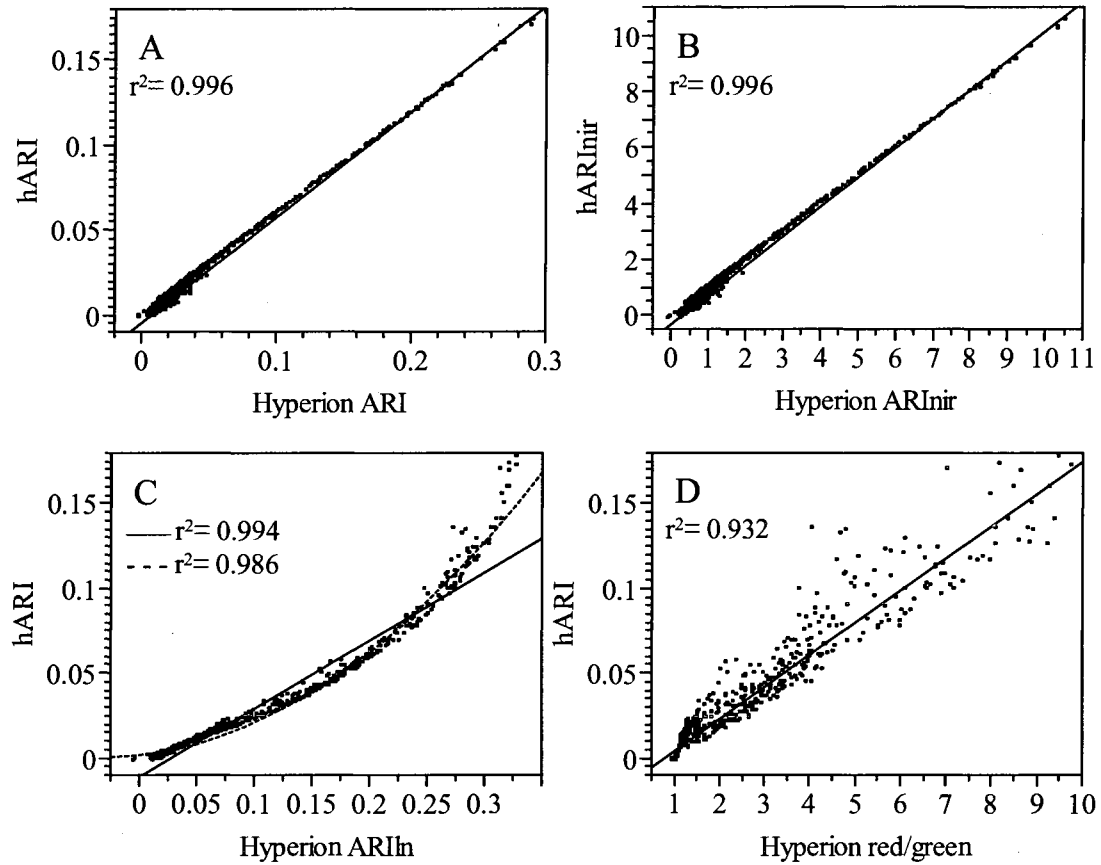 A
r²= 0.996
0.15
0.1
0.05
0
hARI
0
0.1
0.2
0.3
Hyperion ARI
B
r²= 0.996
10
8
6
4
2
0
hARInir
0 1 2 3 4 5 6 7 8 9 10 11
Hyperion ARInir
C
r²= 0.994
r²= 0.986
0.15
0.1
0.05
0
hARI
0 0.05 0.1 0.15 0.2 0.25 0.3
Hyperion ARIln
D
r²= 0.932
0.15
0.1
0.05
0
hARI
1 2 3 4 5 6 7 8 9 10
Hyperion red/green